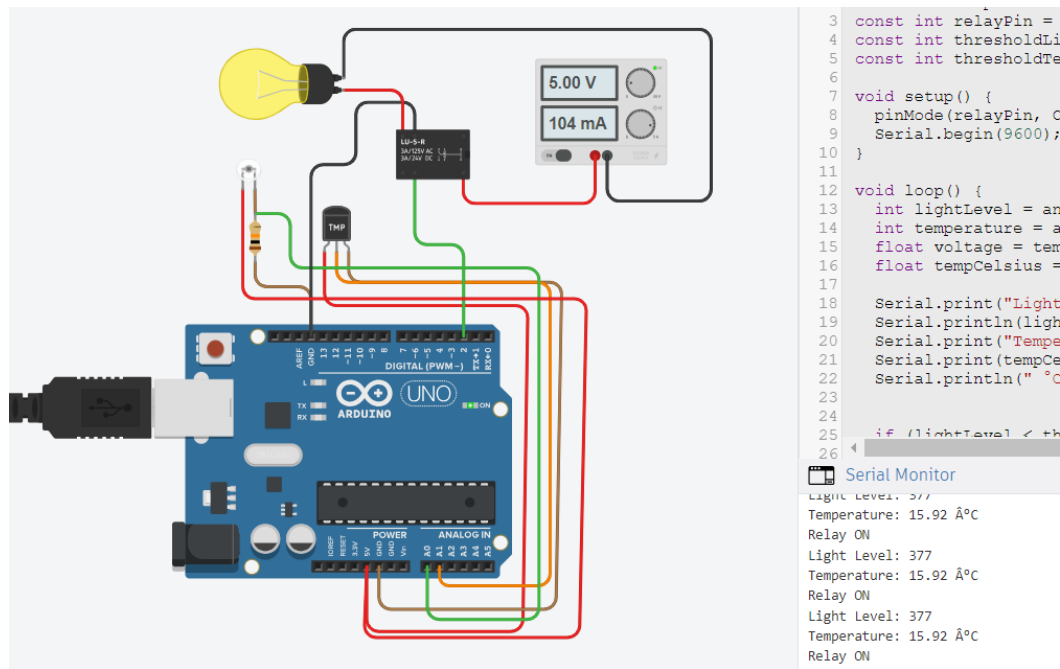 5.00 V
104 mA
LU-S-R
3A/125V AC
3A/24V DC
TMP
AREF
GND
13
12
~11
~10
~9
8
7
~6
~5
4
~3
2
TX→1
RX←0
DIGITAL (PWM~)
L
TX
RX
ARDUINO
UNO
ON
POWER
ANALOG IN
IOREF
RESET
3.3V
5V
GND
GND
Vin
A0
A1
A2
A3
A4
A5
3 const int relayPin =
4 const int thresholdLi
5 const int thresholdTe
6
7 void setup() {
8 pinMode(relayPin, O
9 Serial.begin(9600);
10 }
11
12 void loop() {
13 int lightLevel = an
14 int temperature = a
15 float voltage = tem
16 float tempCelsius =
17
18 Serial.print("Light
19 Serial.println(ligh
20 Serial.print("Tempe
21 Serial.print(tempCe
22 Serial.println(" °C
23
24
25 if (lightLevel < th
26
Serial Monitor
Light Level: 377
Temperature: 15.92 Â°C
Relay ON
Light Level: 377
Temperature: 15.92 Â°C
Relay ON
Light Level: 377
Temperature: 15.92 Â°C
Relay ON